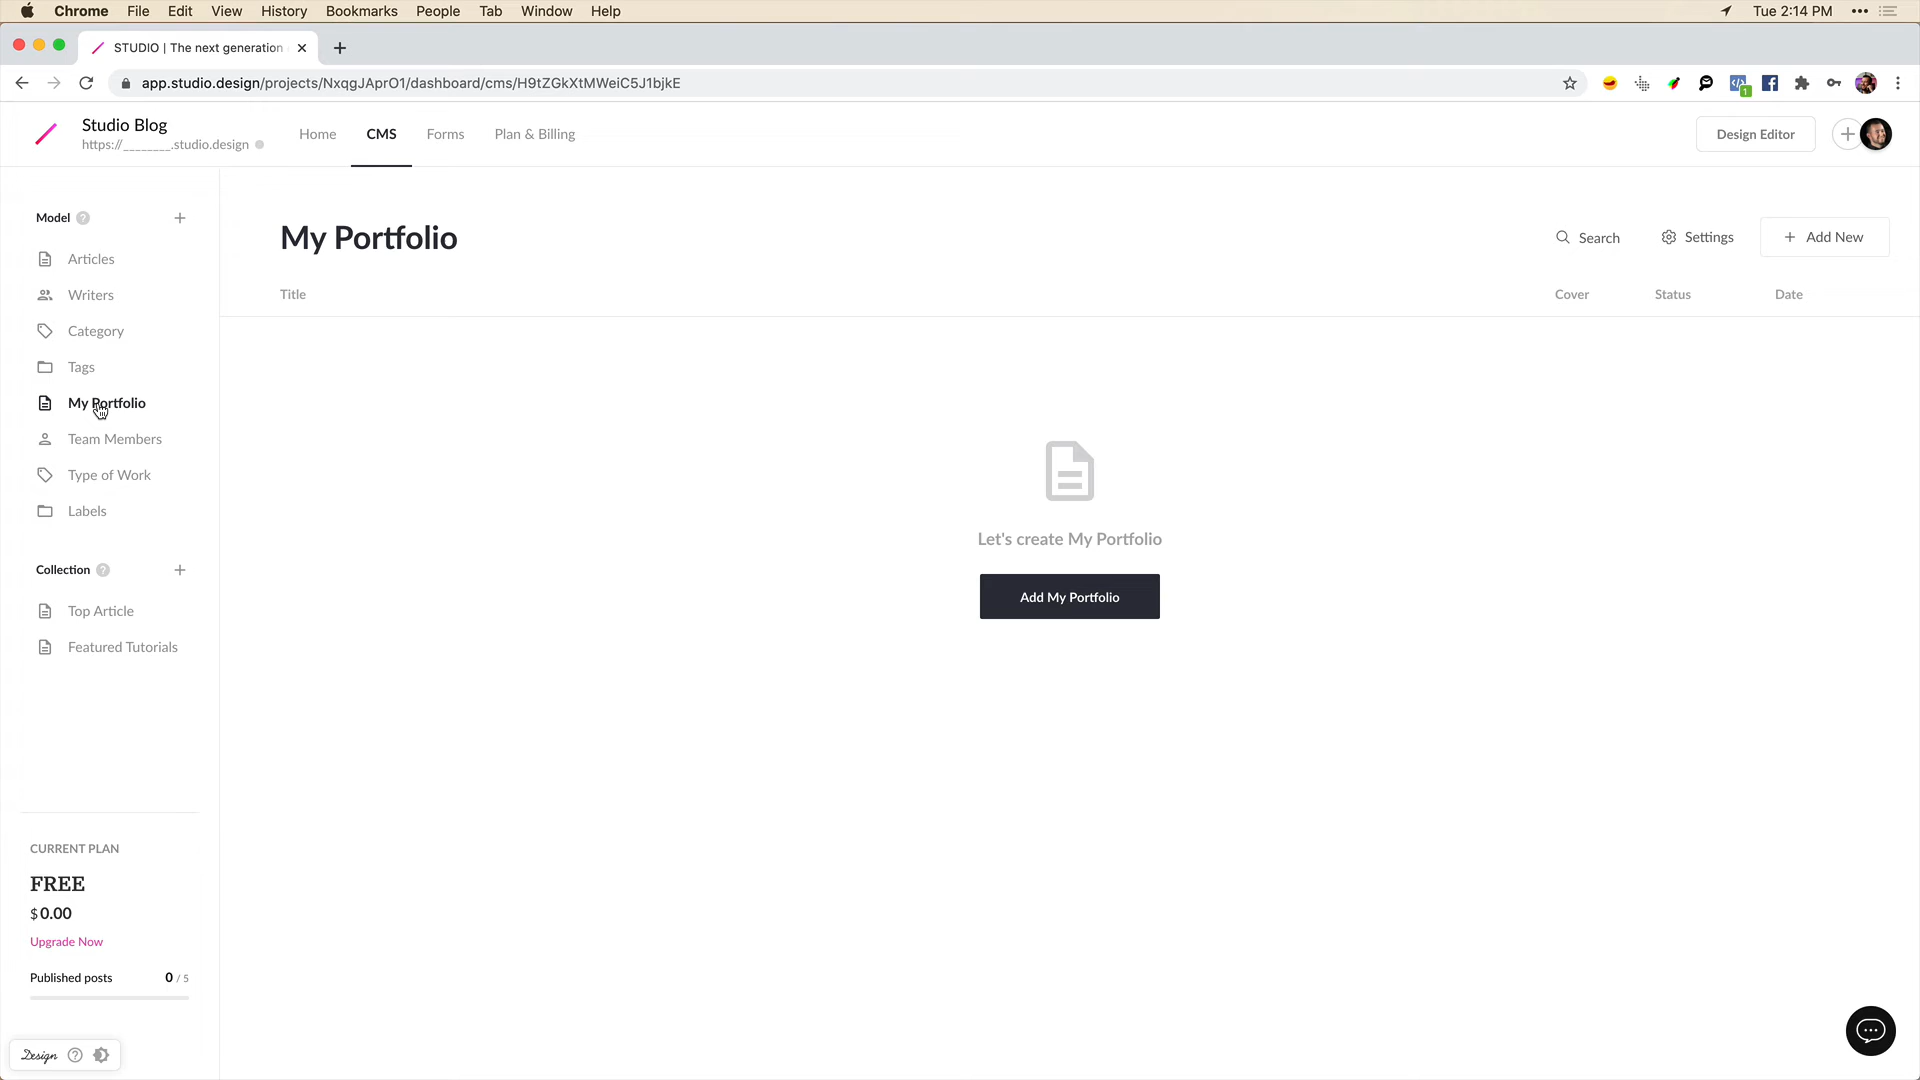 Chrome File Edit View History Bookmarks People Tab Window Help Tue 2:14 PM
STUDIO | The next generation
app.studio.design/projects/NxqgJAprO1/dashboard/cms/H9tZGkXtMWeiC5J1bjkE
1
Studio Blog
https://________.studio.design
Home CMS Forms Plan & Billing Design Editor
Model ?
Articles
Writers
Category
Tags
My Portfolio
Team Members
Type of Work
Labels
Collection ?
Top Article
Featured Tutorials
My Portfolio
Search Settings + Add New
Title Cover Status Date
Let's create My Portfolio
Add My Portfolio
CURRENT PLAN
FREE
$0.00
Upgrade Now
Published posts 0 / 5
Design ?